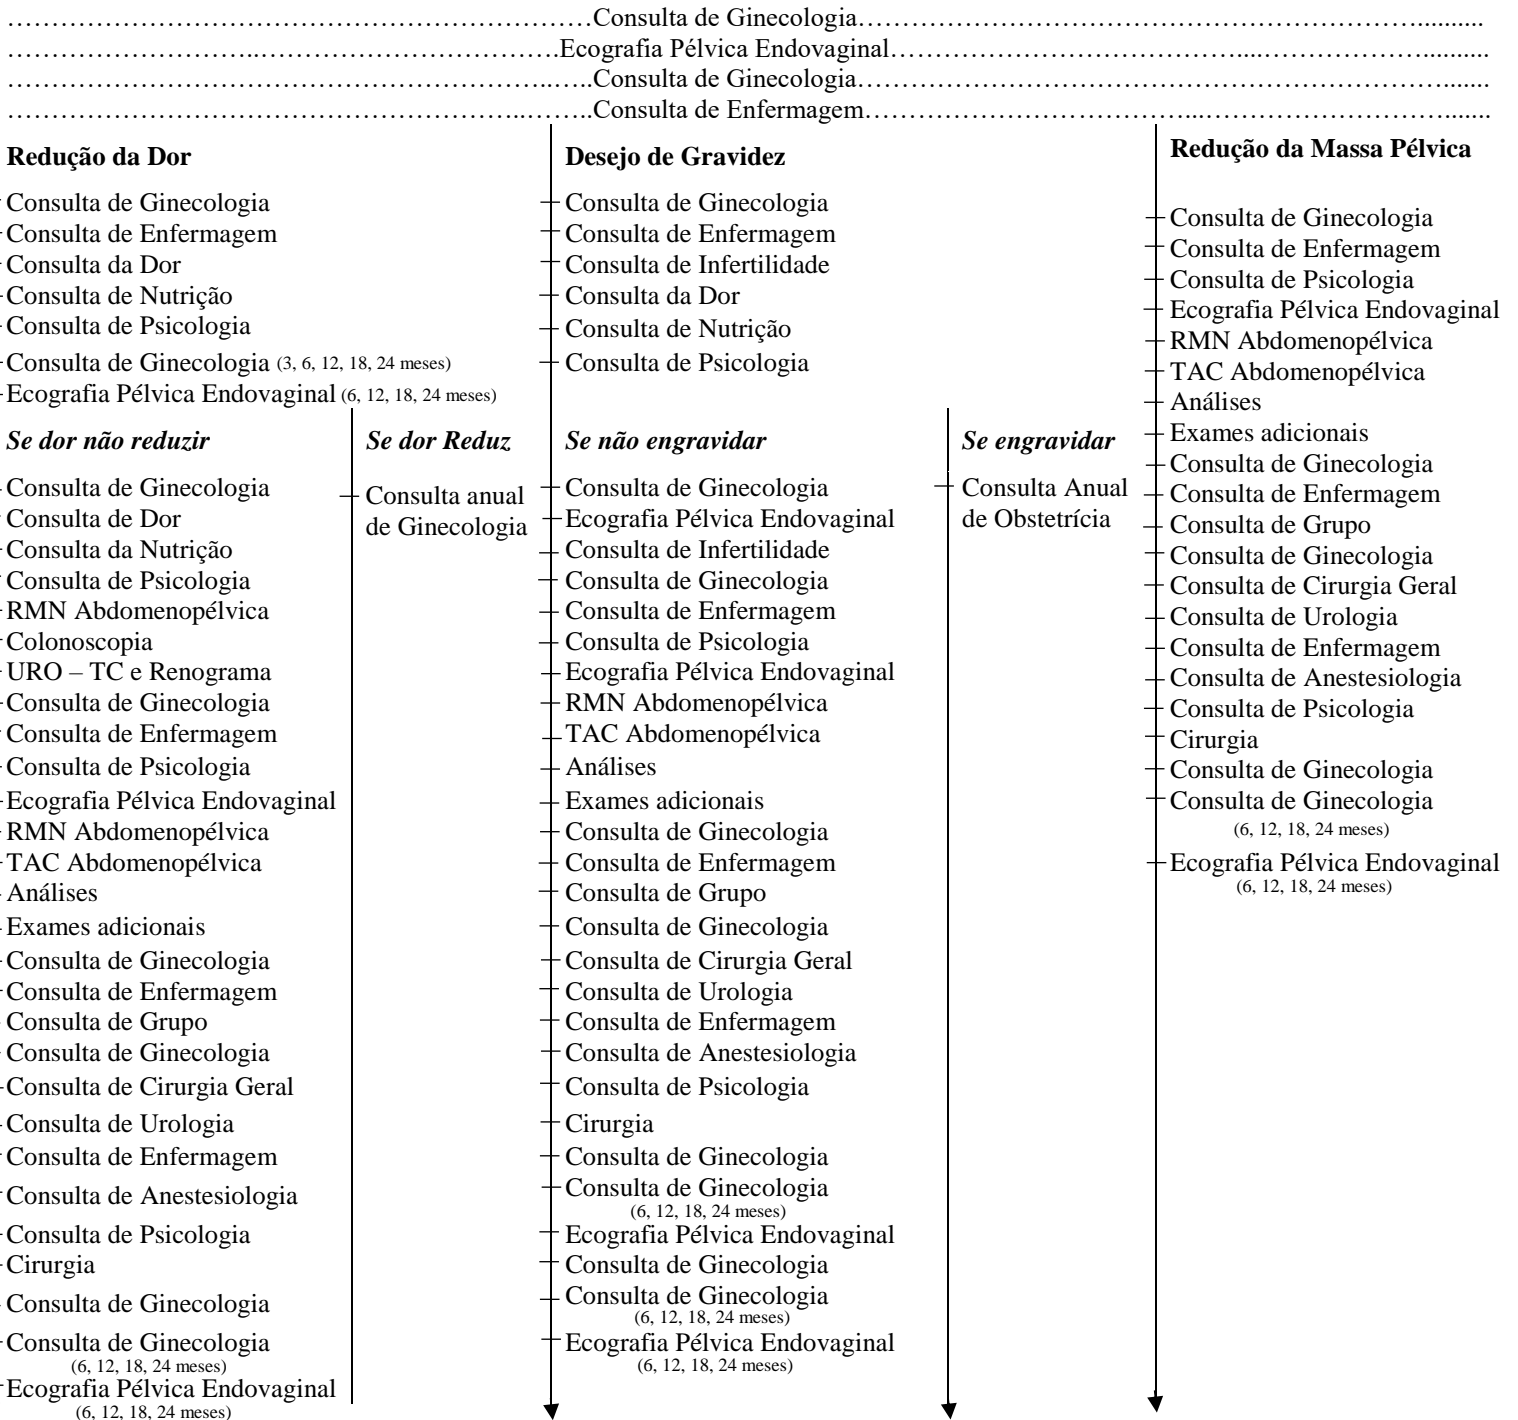 ……………………………………………………………Consulta de Ginecologia………………………………………………………….........
………………………...……………………………….Ecografia Pélvica Endovaginal……………………………………...………………..........
………………………………………………………..…..Consulta de Ginecologia…………………………………………………………….......
……………………………………………………..……..Consulta de Enfermagem………………………………...……………………….......
Redução da Dor
Consulta de Ginecologia
Consulta de Enfermagem
Consulta da Dor
Consulta de Nutrição
Consulta de Psicologia
Consulta de Ginecologia (3, 6, 12, 18, 24 meses)
Ecografia Pélvica Endovaginal (6, 12, 18, 24 meses)
Se dor não reduzir
Consulta de Ginecologia
Consulta de Dor
Consulta da Nutrição
Consulta de Psicologia
RMN Abdomenopélvica
Colonoscopia
URO – TC e Renograma
Consulta de Ginecologia
Consulta de Enfermagem
Consulta de Psicologia
Ecografia Pélvica Endovaginal
RMN Abdomenopélvica
TAC Abdomenopélvica
Análises
Exames adicionais
Consulta de Ginecologia
Consulta de Enfermagem
Consulta de Grupo
Consulta de Ginecologia
Consulta de Cirurgia Geral
Consulta de Urologia
Consulta de Enfermagem
Consulta de Anestesiologia
Consulta de Psicologia
Cirurgia
Consulta de Ginecologia
Consulta de Ginecologia
(6, 12, 18, 24 meses)
Ecografia Pélvica Endovaginal
(6, 12, 18, 24 meses)
Se dor Reduz
Consulta anual
de Ginecologia
Desejo de Gravidez
Consulta de Ginecologia
Consulta de Enfermagem
Consulta de Infertilidade
Consulta da Dor
Consulta de Nutrição
Consulta de Psicologia
Se não engravidar
Consulta de Ginecologia
Ecografia Pélvica Endovaginal
Consulta de Infertilidade
Consulta de Ginecologia
Consulta de Enfermagem
Consulta de Psicologia
Ecografia Pélvica Endovaginal
RMN Abdomenopélvica
TAC Abdomenopélvica
Análises
Exames adicionais
Consulta de Ginecologia
Consulta de Enfermagem
Consulta de Grupo
Consulta de Ginecologia
Consulta de Cirurgia Geral
Consulta de Urologia
Consulta de Enfermagem
Consulta de Anestesiologia
Consulta de Psicologia
Cirurgia
Consulta de Ginecologia
Consulta de Ginecologia
(6, 12, 18, 24 meses)
Ecografia Pélvica Endovaginal
Consulta de Ginecologia
Consulta de Ginecologia
(6, 12, 18, 24 meses)
Ecografia Pélvica Endovaginal
(6, 12, 18, 24 meses)
Se engravidar
Consulta Anual
de Obstetrícia
Redução da Massa Pélvica
Consulta de Ginecologia
Consulta de Enfermagem
Consulta de Psicologia
Ecografia Pélvica Endovaginal
RMN Abdomenopélvica
TAC Abdomenopélvica
Análises
Exames adicionais
Consulta de Ginecologia
Consulta de Enfermagem
Consulta de Grupo
Consulta de Ginecologia
Consulta de Cirurgia Geral
Consulta de Urologia
Consulta de Enfermagem
Consulta de Anestesiologia
Consulta de Psicologia
Cirurgia
Consulta de Ginecologia
Consulta de Ginecologia
(6, 12, 18, 24 meses)
Ecografia Pélvica Endovaginal
(6, 12, 18, 24 meses)